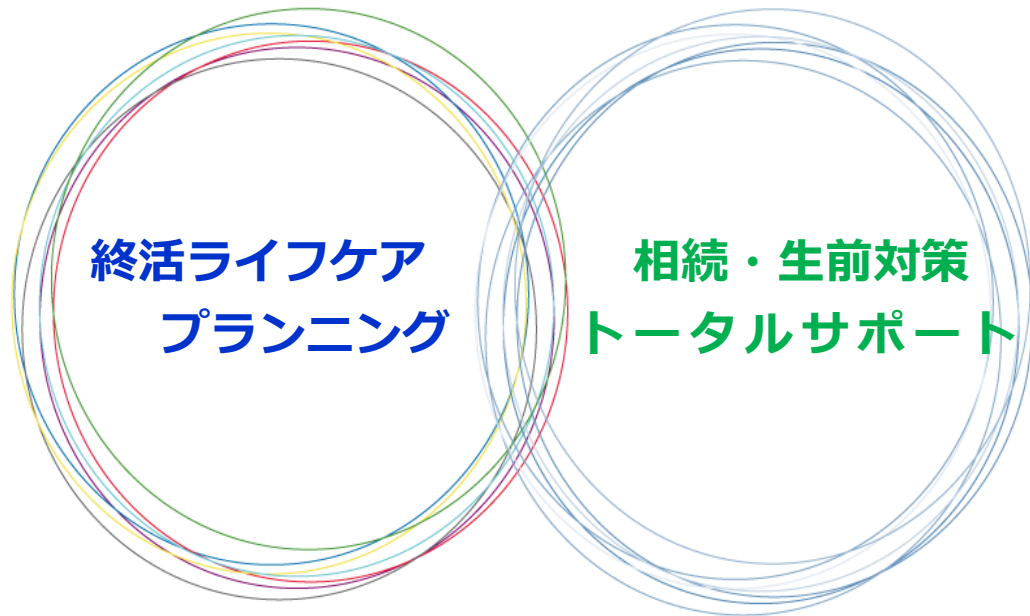 終活ライフケア
プランニング
相続・生前対策
トータルサポート